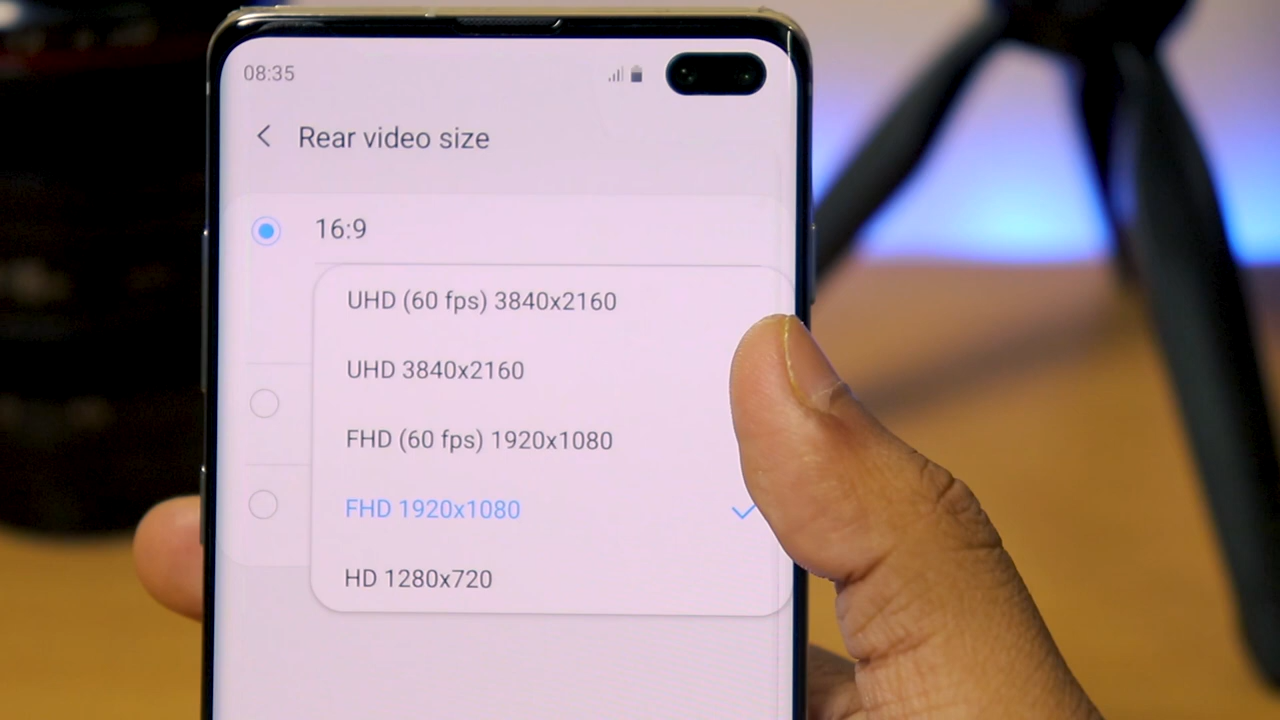 08:35
Rear video size
16:9
UHD (60 fps) 3840x2160
UHD 3840x2160
FHD (60 fps) 1920x1080
FHD 1920x1080
HD 1280x720